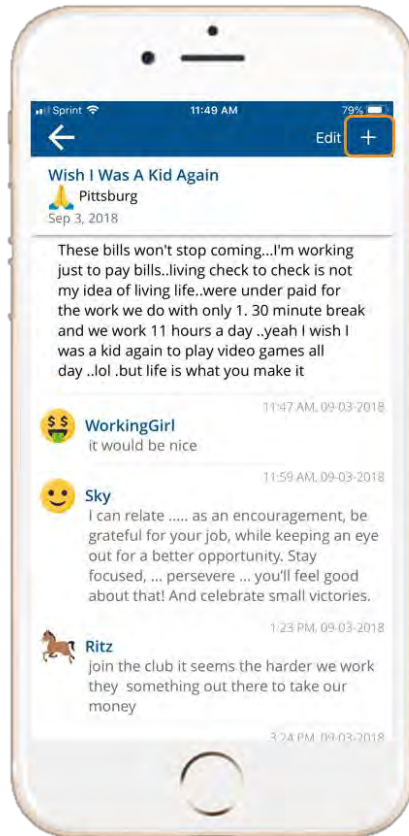 Sprint 11:49 AM 79%
Edit +
Wish I Was A Kid Again
Pittsburg
Sep 3, 2018
These bills won't stop coming...I'm working
just to pay bills..living check to check is not
my idea of living life..were under paid for
the work we do with only 1. 30 minute break
and we work 11 hours a day ..yeah I wish I
was a kid again to play video games all
day ..lol .but life is what you make it
11:47 AM, 09-03-2018
WorkingGirl
it would be nice
11:59 AM, 09-03-2018
Sky
I can relate ..... as an encouragement, be
grateful for your job, while keeping an eye
out for a better opportunity. Stay
focused, ... persevere ... you'll feel good
about that! And celebrate small victories.
1:23 PM, 09-03-2018
Ritz
join the club it seems the harder we work
they something out there to take our
money
3:24 PM, 09-03-2018